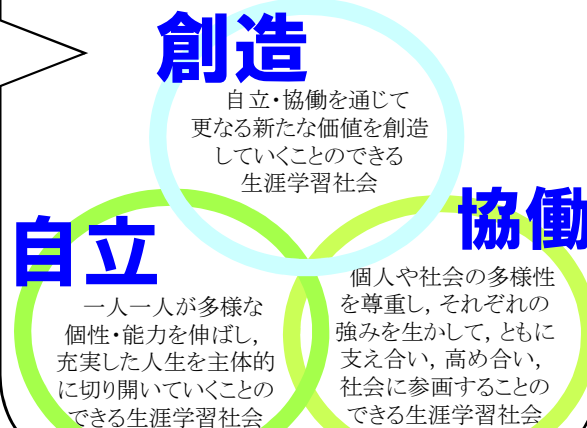 創造
自立・協働を通じて
更なる新たな価値を創造
していくことのできる
生涯学習社会
自立
一人一人が多様な
個性・能力を伸ばし，
充実した人生を主体的
に切り開いていくことの
できる生涯学習社会
協働
個人や社会の多様性
を尊重し，それぞれの
強みを生かして，ともに
支え合い，高め合い，
社会に参画することの
できる生涯学習社会